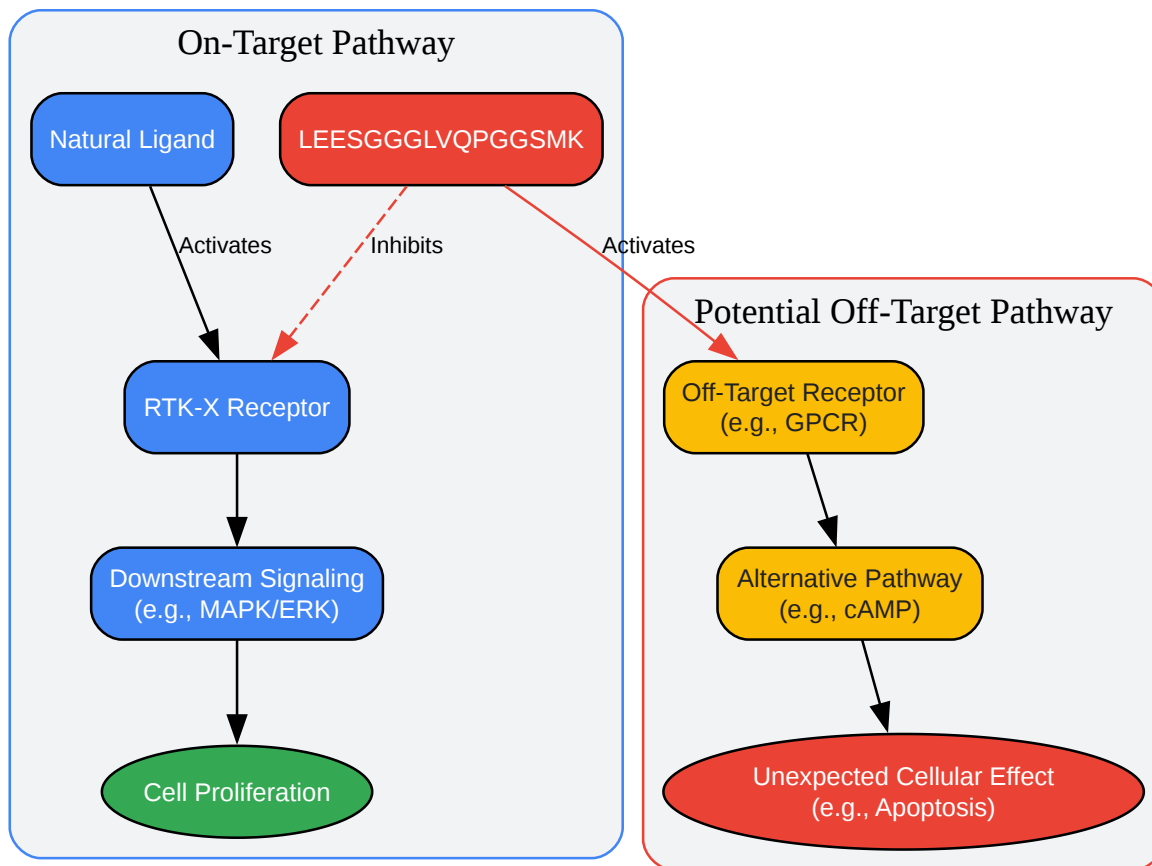 On-Target Pathway
Natural Ligand
LEESGGGLVQPGGSMK
Activates
Inhibits
Activates
Potential Off-Target Pathway
RTK-X Receptor
Off-Target Receptor
(e.g., GPCR)
Downstream Signaling
(e.g., MAPK/ERK)
Alternative Pathway
(e.g., cAMP)
Cell Proliferation
Unexpected Cellular Effect
(e.g., Apoptosis)